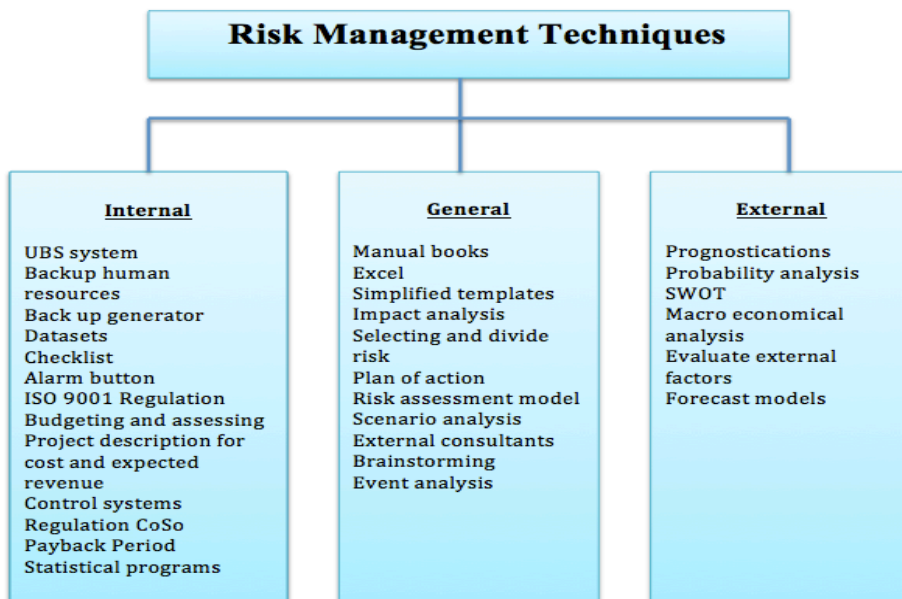 Risk Management Techniques
Internal
UBS system
Backup human
resources
Back up generator
Datasets
Checklist
Alarm button
ISO 9001 Regulation
Budgeting and assessing
Project description for
cost and expected
revenue
Control systems
Regulation CoSo
Payback Period
Statistical programs
General
Manual books
Excel
Simplified templates
Impact analysis
Selecting and divide
risk
Plan of action
Risk assessment model
Scenario analysis
External consultants
Brainstorming
Event analysis
External
Prognostications
Probability analysis
SWOT
Macro economical
analysis
Evaluate external
factors
Forecast models